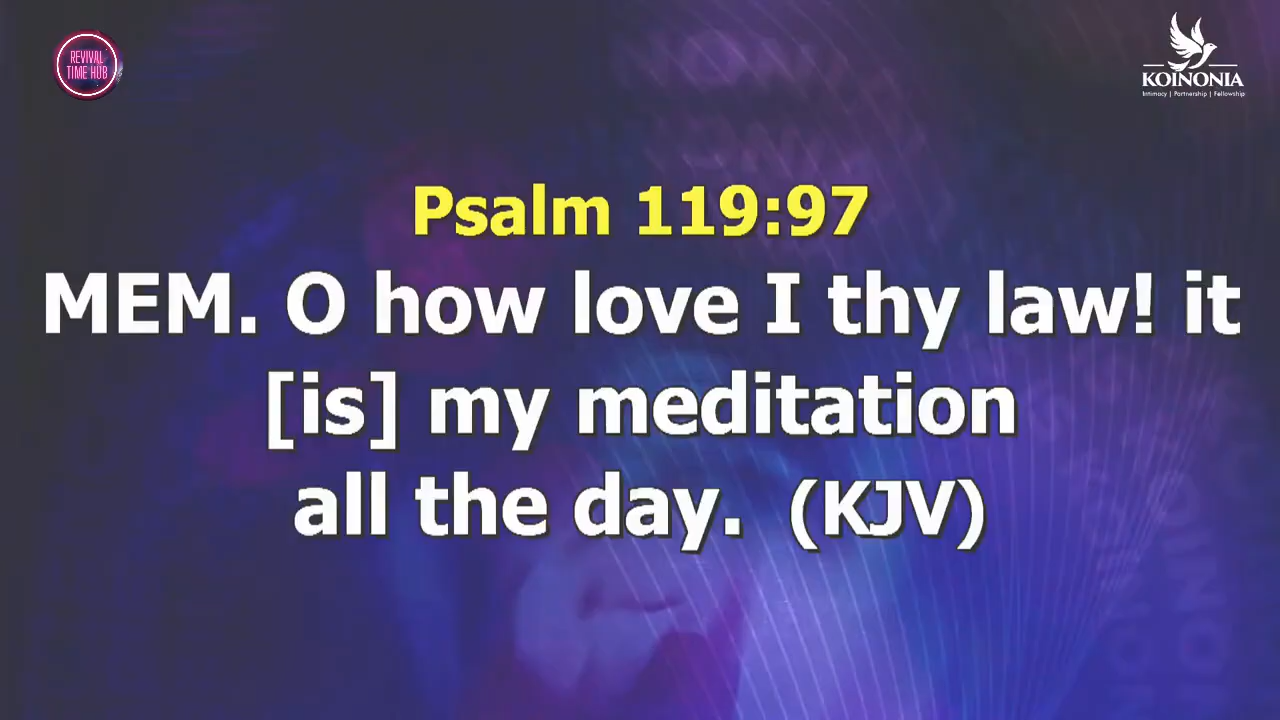 REVIVAL
TIME HUB
KOINONIA
Intimacy | Partnership | Fellowship
Psalm 119:97
MEM. O how love I thy law! it
[is] my meditation
all the day. (KJV)